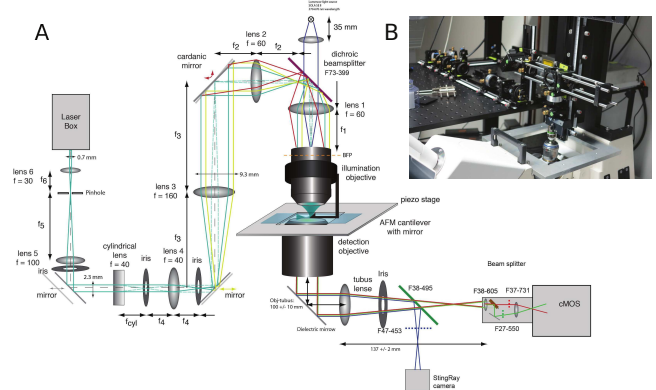 A
B
35 mm
lens 2
f = 60
f2
f2
cardanic
mirror
dichroic
beamsplitter
F73-399
lens 1
f = 60
f1
BFP
Laser
Box
0.7 mm
lens 6
f = 30
f6
Pinhole
f5
lens 5
f = 100
iris
mirror
2.3 mm
cylindrical
lens
f = 40
iris
lens 4
f = 40
iris
mirror
fcyl
f4
f4
f3
9.3 mm
lens 3
f = 160
f3
illumination
objective
piezo stage
AFM cantilever
with mirror
detection
objective
Obj-tubus:
100 +/- 10 mm
Dielectric mirrow
tubus
lense
Iris
F38-495
F47-453
137 +/- 2 mm
StingRay
camera
Beam splitter
F38-605
F37-731
F27-550
cMOS